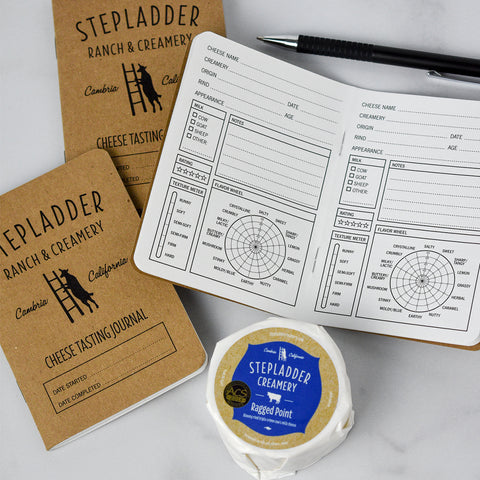 STEPLADDER
RANCH & CREAMERY
Cambria California
CHEESE TASTING JOURNAL
STEPLADDER
RANCH & CREAMERY
Cambria California
CHEESE TASTING JOURNAL
DATE STARTED
DATE COMPLETED
CHEESE NAME
CREAMERY
ORIGIN DATE
RIND AGE
APPEARANCE
MILK
COW
GOAT
SHEEP
OTHER:
NOTES
RATING
TEXTURE METER
RUNNY
SOFT
SEMI-SOFT
SEMI-FIRM
FIRM
HARD
FLAVOR WHEEL
CRYSTALLINE
SALTY
SWEET
SHARP/
LEMON
GRASSY
HERBAL
CARAMEL
NUTTY
EARTHY
MOLDY/BLUE
STINKY
MUSHROOM
BUTTERY/
CREAMY
MILKY/
LACTIC
CRUMBLY
CHEESE NAME
CREAMERY
ORIGIN DATE
RIND AGE
APPEARANCE
MILK
COW
GOAT
SHEEP
OTHER:
NOTES
RATING
TEXTURE METER
RUNNY
SOFT
SEMI-SOFT
SEMI-FIRM
FIRM
HARD
FLAVOR WHEEL
CRYSTALLINE
SALTY
SWEET
SHARP/
LEMON
GRASSY
HERBAL
CARAMEL
NUTTY
EARTHY
MOLDY/BLUE
STINKY
MUSHROOM
BUTTERY/
CREAMY
MILKY/
LACTIC
CRUMBLY
Cambria California
STEPLADDER
CREAMERY
Ragged Point
ACS